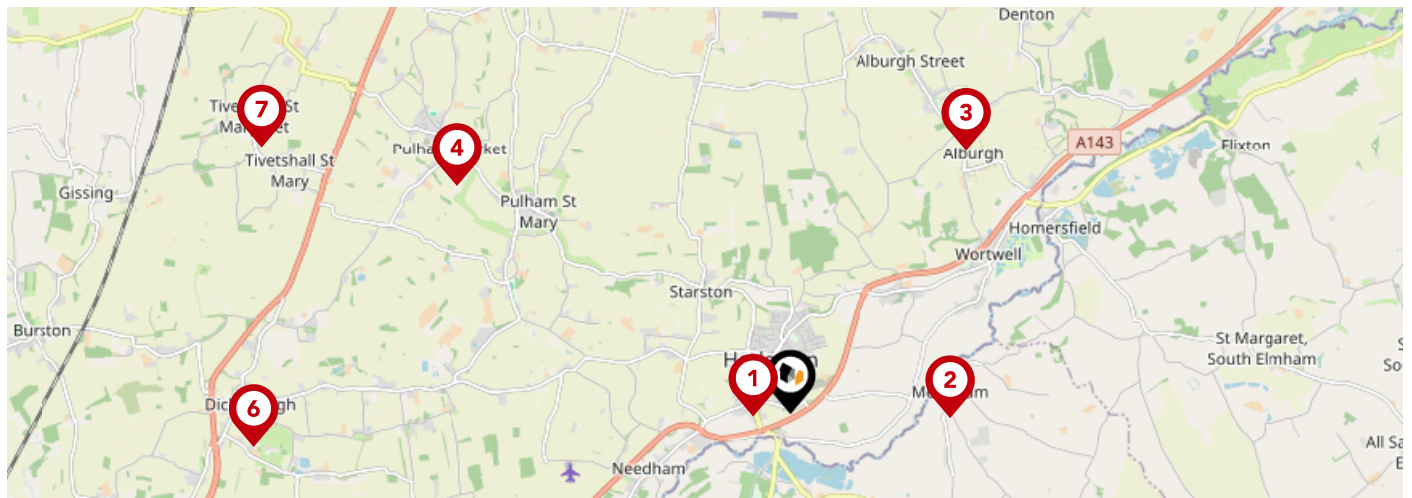 Denton
Alburgh Street
7
3
4
A143
Flixton
Alburgh
Tivetshall St
Mary
Gissing
Pulham St
Mary
Homersfield
Wortwell
Starston
Burston
St Margaret,
South Elmham
1
2
6
Needham
All Sa